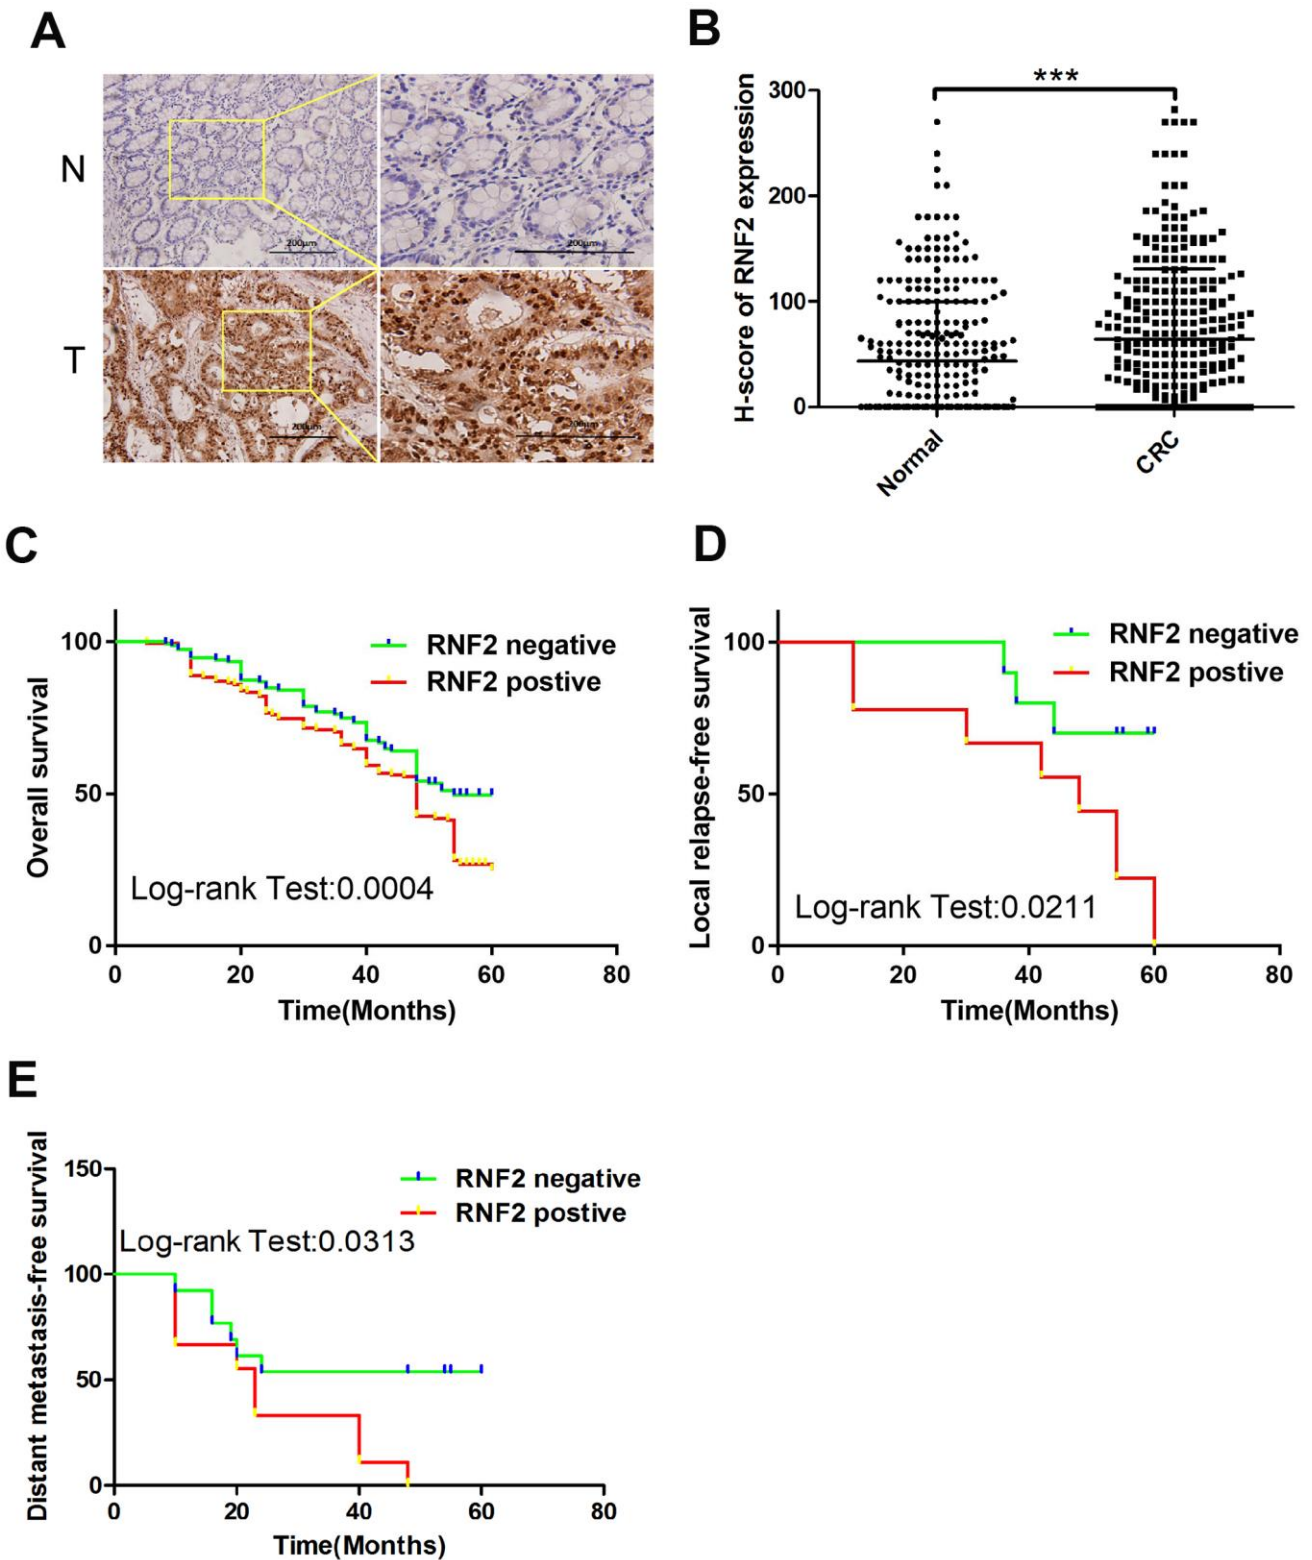 A
B
N
200μm
200μm
T
200μm
200μm
H-score of RNF2 expression
300
200
100
0
***
Normal
CRC
C
Overall survival
100
50
0
RNF2 negative
RNF2 postive
Log-rank Test:0.0004
0
20
40
60
80
Time(Months)
D
Local relapse-free survival
100
50
0
RNF2 negative
RNF2 postive
Log-rank Test:0.0211
0
20
40
60
80
Time(Months)
E
Distant metastasis-free survival
150
100
50
0
RNF2 negative
RNF2 postive
Log-rank Test:0.0313
0
20
40
60
80
Time(Months)